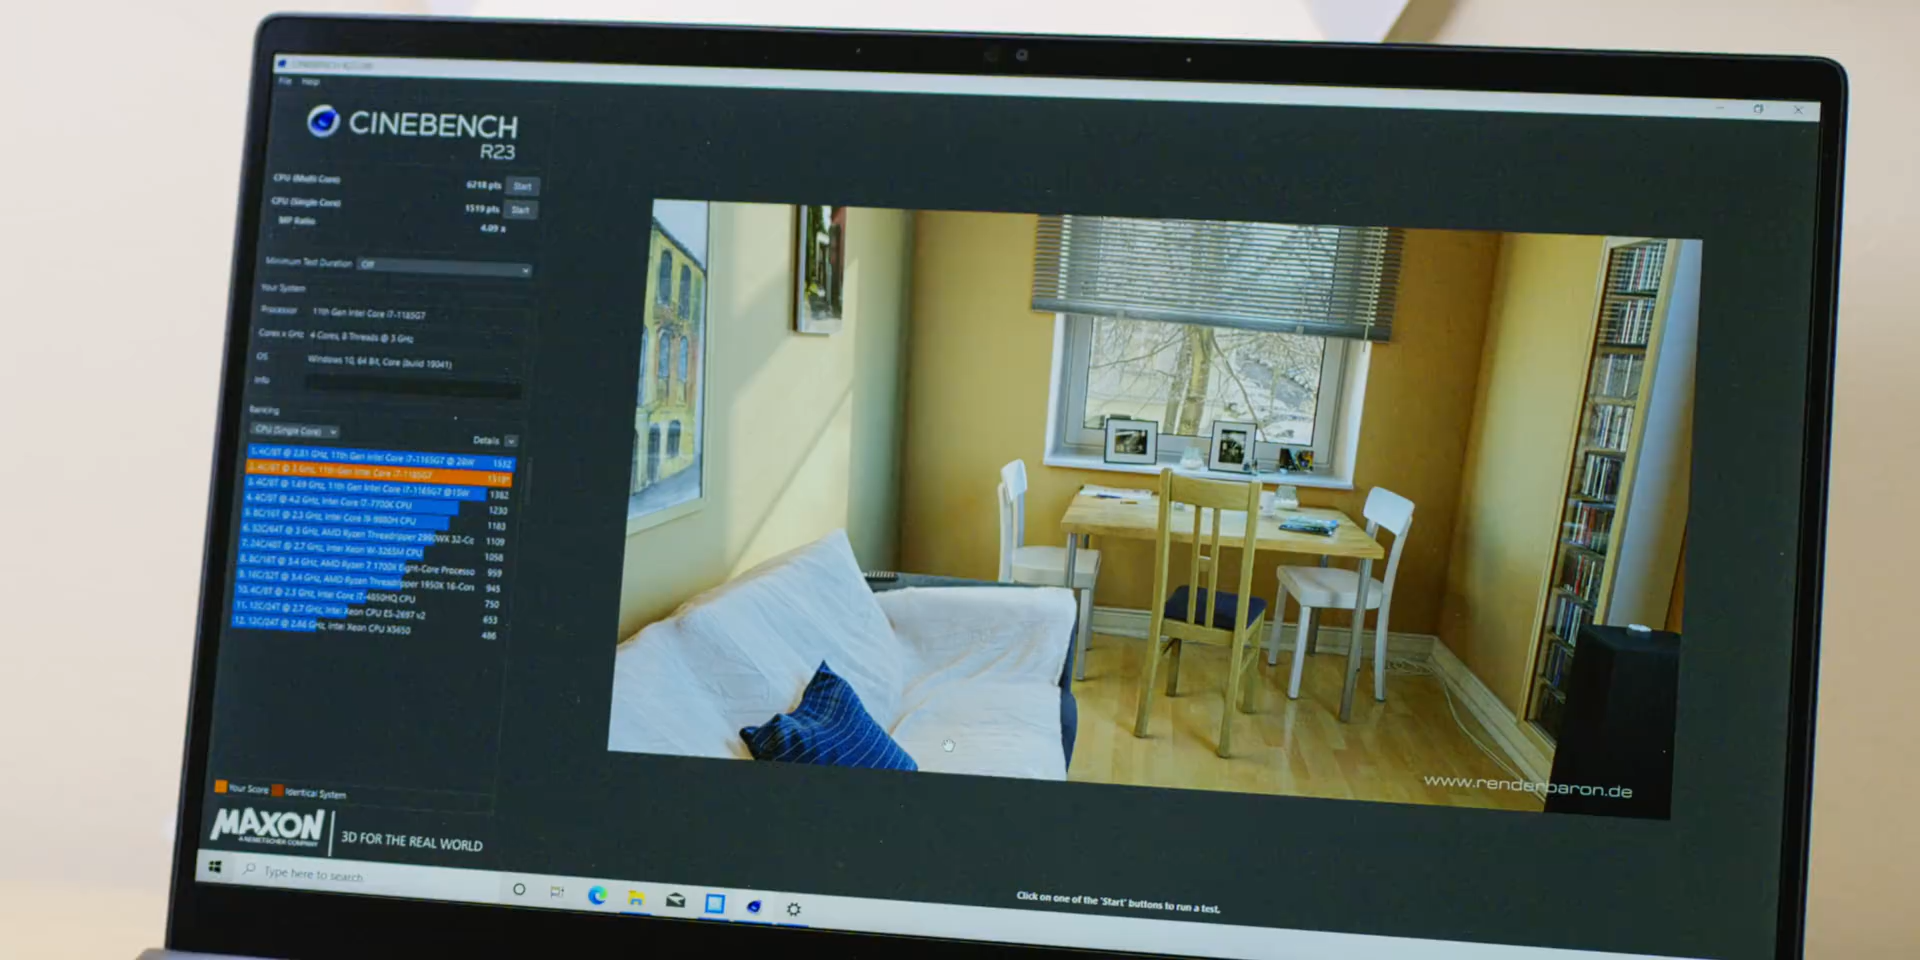 CINEBENCH R23
File Help
CINEBENCH
R23
CPU (Multi Core) 6218 pts Start
CPU (Single Core) 1519 pts Start
MP Ratio 4.09 x
Minimum Test Duration Off
Your System
Processor 11th Gen Intel Core i7-1185G7
Cores x GHz 4 Cores, 8 Threads @ 3 GHz
OS Windows 10, 64 Bit, Core (build 19041)
Info
Ranking
CPU (Single Core)
Details
1. 4C/8T @ 2.81 GHz, 11th Gen Intel Core i7-1165G7 @ 28W 1532
2. 4C/8T @ 3 GHz, 11th Gen Intel Core i7-1185G7 1519
3. 4C/8T @ 1.69 GHz, 11th Gen Intel Core i7-1165G7 @15W 1382
4. 4C/8T @ 4.2 GHz, Intel Core i7-7700K CPU 1230
5. 8C/16T @ 2.3 GHz, Intel Core i9-9880H CPU 1183
6. 32C/64T @ 3 GHz, AMD Ryzen Threadripper 2990WX 32-Co 1109
7. 24C/48T @ 2.7 GHz, Intel Xeon W-3265M CPU 1058
8. 8C/16T @ 3.4 GHz, AMD Ryzen 7 1700X Eight-Core Processo 959
9. 16C/32T @ 3.4 GHz, AMD Ryzen Threadripper 1950X 16-Core 945
10. 4C/8T @ 2.3 GHz, Intel Core i7-4850HQ CPU 750
11. 12C/24T @ 2.7 GHz, Intel Xeon CPU E5-2697 v2 653
12. 12C/24T @ 2.66 GHz, Intel Xeon CPU X5650 486
Your Score Identical System
MAXON
A NEMETSCHEK COMPANY
3D FOR THE REAL WORLD
www.renderbaron.de
Click on one of the 'Start' buttons to run a test.
Type here to search